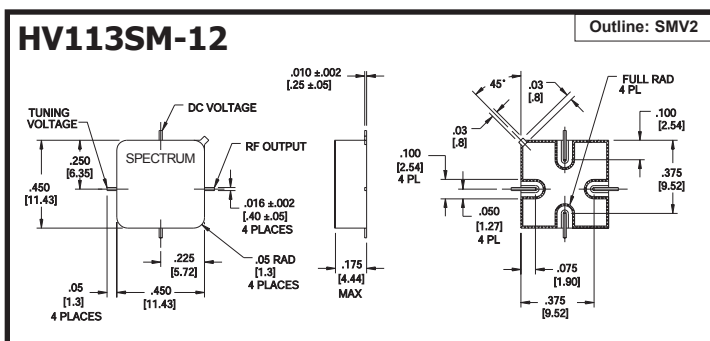 HV113SM-12
Outline: SMV2
.010 ±.002
[.25 ±.05]
45°
.03
[.8]
FULL RAD
4 PL
TUNING
VOLTAGE
DC VOLTAGE
.03
[.8]
.100
[2.54]
SPECTRUM
RF OUTPUT
.250
[6.35]
.100
[2.54]
4 PL
.375
[9.52]
.450
[11.43]
.016 ±.002
[.40 ±.05]
4 PLACES
.050
[1.27]
4 PL
.225
[5.72]
.05 RAD
[1.3]
4 PLACES
.175
[4.44]
MAX
.075
[1.90]
.05
[1.3]
4 PLACES
.450
[11.43]
.375
[9.52]